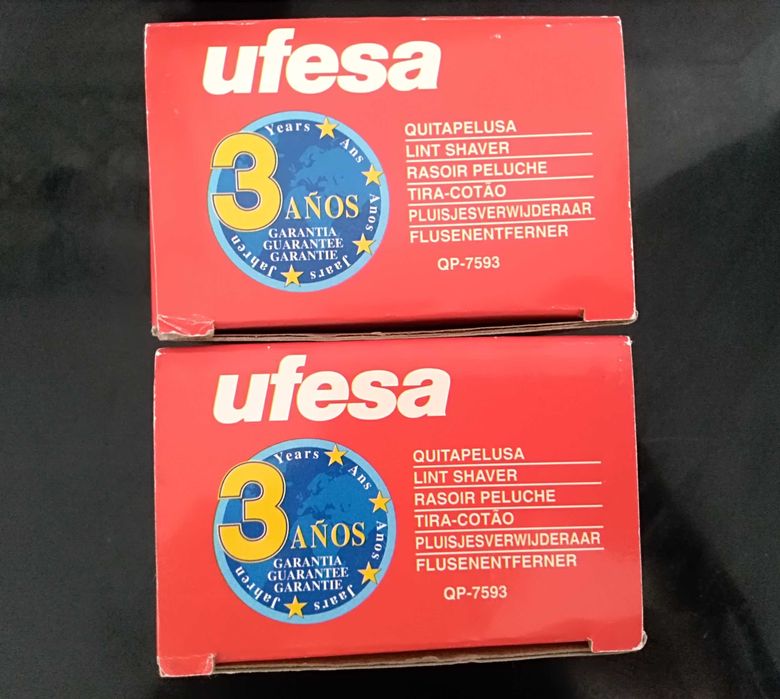 ufesa
3
Years
Ans
Anos
Jaars
Jahren
AÑOS
GARANTIA
GUARANTEE
GARANTIE
QUITAPELUSA
LINT SHAVER
RASOIR PELUCHE
TIRA-COTÃO
PLUISJESVERWIJDERAAR
FLUSENENTFERNER
QP-7593
ufesa
3
Years
Ans
Anos
Jaars
Jahren
AÑOS
GARANTIA
GUARANTEE
GARANTIE
QUITAPELUSA
LINT SHAVER
RASOIR PELUCHE
TIRA-COTÃO
PLUISJESVERWIJDERAAR
FLUSENENTFERNER
QP-7593